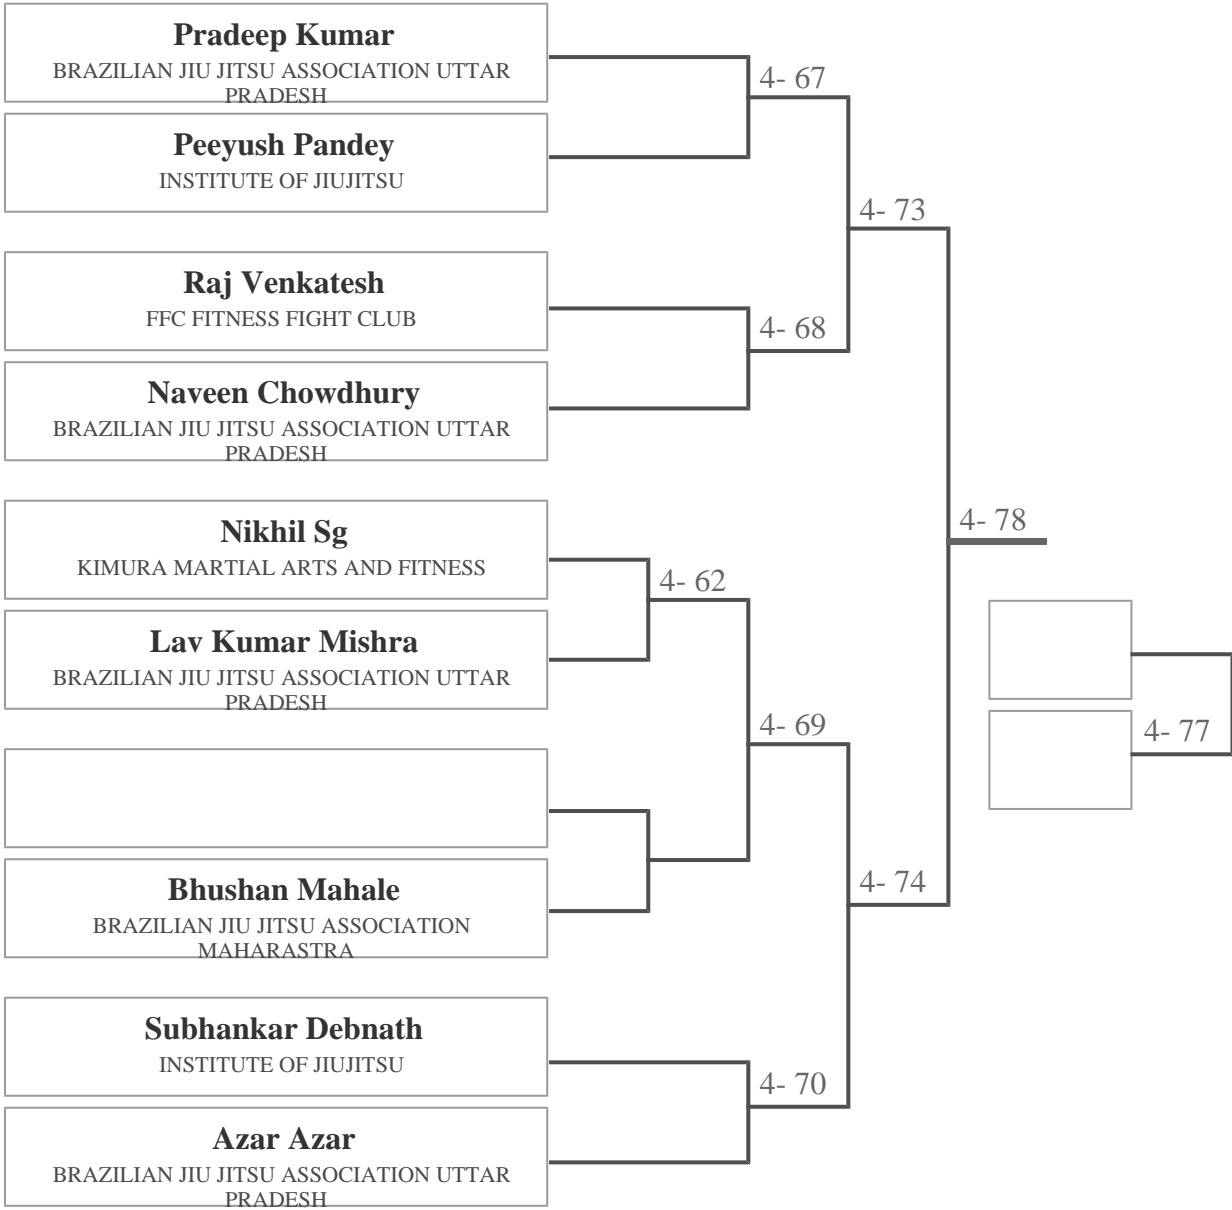 Pradeep Kumar
BRAZILIAN JIU JITSU ASSOCIATION UTTAR
PRADESH
4- 67
Peeyush Pandey
INSTITUTE OF JIUJITSU
4- 73
Raj Venkatesh
FFC FITNESS FIGHT CLUB
4- 68
Naveen Chowdhury
BRAZILIAN JIU JITSU ASSOCIATION UTTAR
PRADESH
Nikhil Sg
KIMURA MARTIAL ARTS AND FITNESS
4- 78
4- 62
Lav Kumar Mishra
BRAZILIAN JIU JITSU ASSOCIATION UTTAR
PRADESH
4- 69
4- 77
Bhushan Mahale
BRAZILIAN JIU JITSU ASSOCIATION
MAHARASTRA
4- 74
Subhankar Debnath
INSTITUTE OF JIUJITSU
4- 70
Azar Azar
BRAZILIAN JIU JITSU ASSOCIATION UTTAR
PRADESH